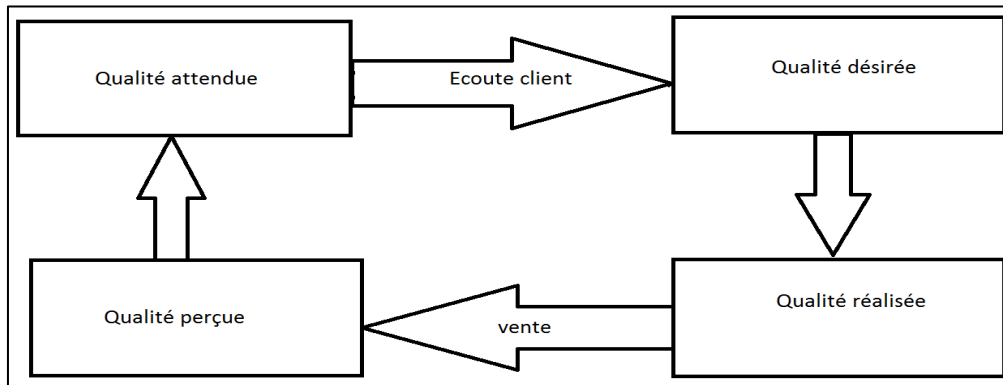 Qualité attendue
Ecoute client
Qualité désirée
Qualité perçue
vente
Qualité réalisée